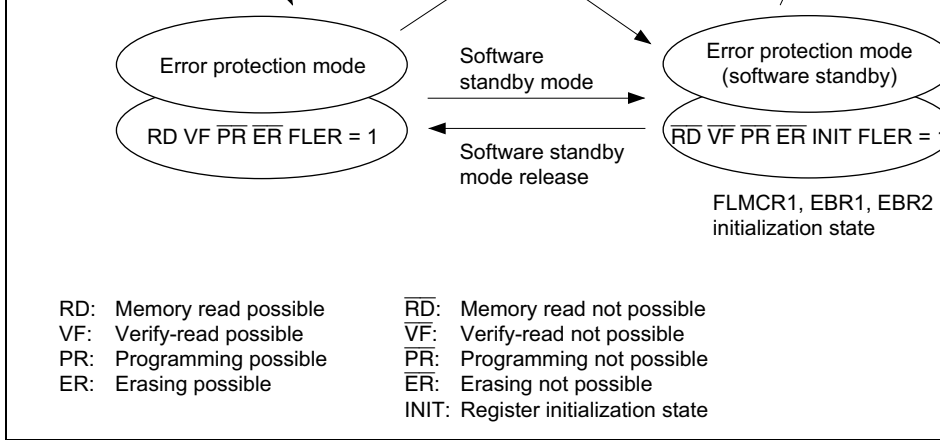 Error protection mode
RD VF P̅R̅ E̅R̅ FLER = 1
Software
standby mode
Software standby
mode release
Error protection mode
(software standby)
R̅D̅ V̅F̅ P̅R̅ E̅R̅ INIT FLER = 1
FLMCR1, EBR1, EBR2
initialization state
RD: Memory read possible
VF: Verify-read possible
PR: Programming possible
ER: Erasing possible
R̅D̅: Memory read not possible
V̅F̅: Verify-read not possible
P̅R̅: Programming not possible
E̅R̅: Erasing not possible
INIT: Register initialization state